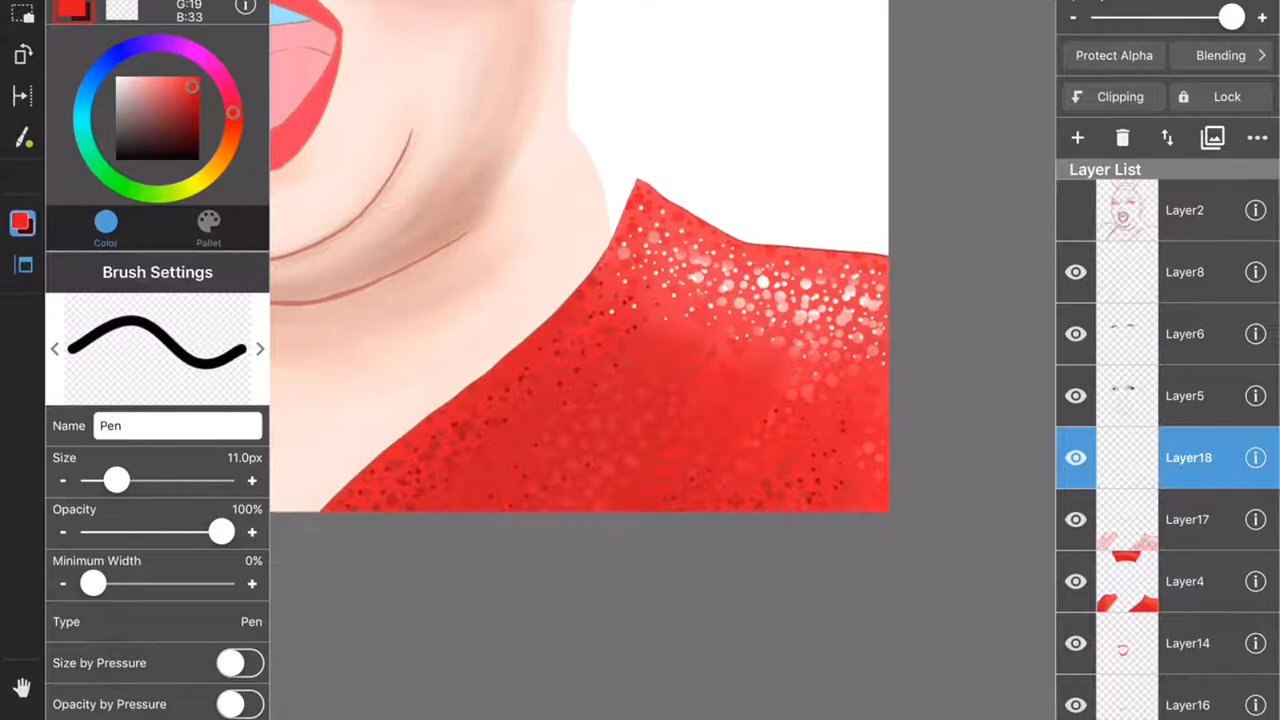 G:19
B:33
Color
Pallet
Brush Settings
Name Pen
Size 11.0px
- +
Opacity 100%
- +
Minimum Width 0%
- +
Type Pen
Size by Pressure
Opacity by Pressure
- +
Protect Alpha Blending
Clipping Lock
Layer List
Layer2
Layer8
Layer6
Layer5
Layer18
Layer17
Layer4
Layer14
Layer16